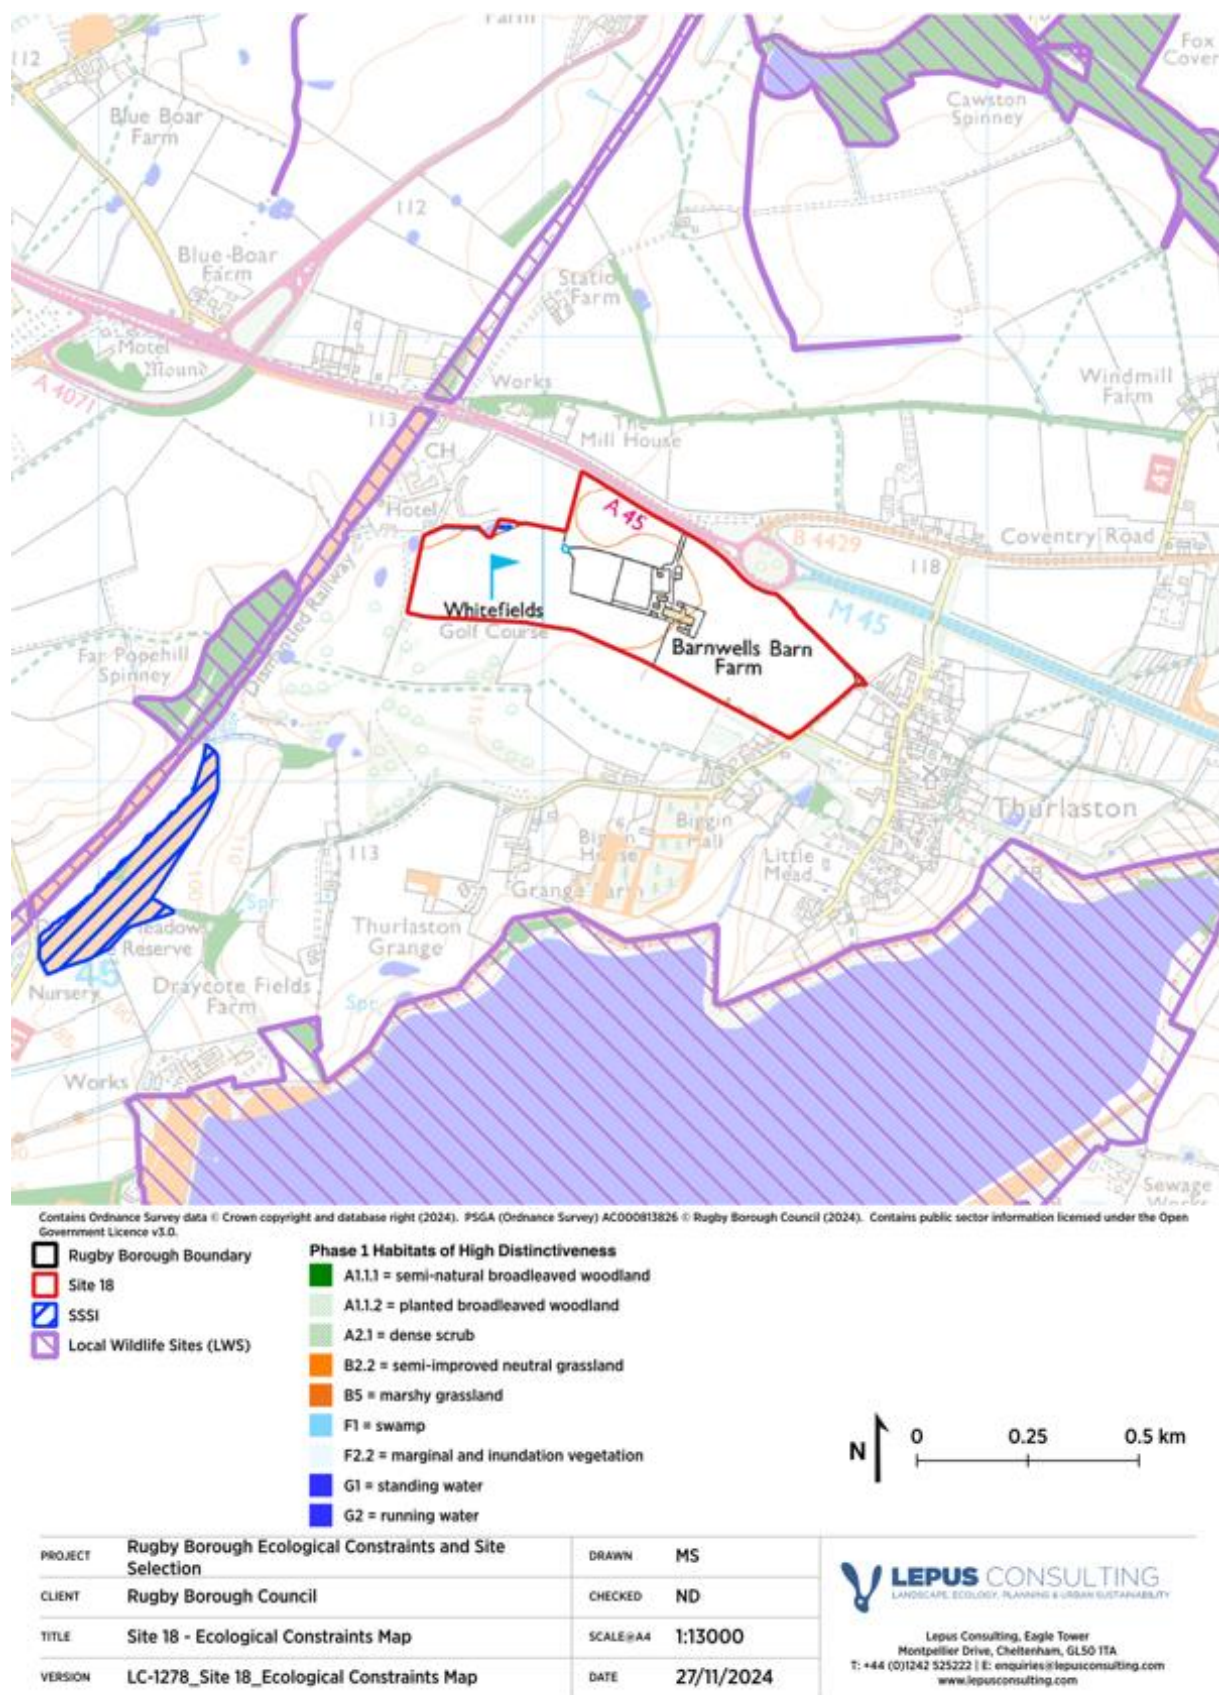 Farm
112
Fox
Cover
Blue Boar
Farm
Cawston
Spinney
112
Blue-Boar
Farm
Station
Farm
Motel
Mound
A 4071
Works
Windmill
Farm
113
The
Mill House
CH
41
Hotel
A 45
B 4429
Coventry Road
118
Whitefields
Golf Course
M 45
Barnwells Barn
Farm
Far Popehill
Spinney
Dismantled Railway
Thurlaston
Biggin
Hall
Biggin
House
113
Little
Mead
Grange Farm
Spr
Thurlaston
Grange
Meadow
Reserve
45
Nursery
Draycote Fields
Farm
Spr
Works
Sewage
Works
Contains Ordnance Survey data © Crown copyright and database right (2024). PSGA (Ordnance Survey) AC000813826 © Rugby Borough Council (2024). Contains public sector information licensed under the Open
Government Licence v3.0.
Rugby Borough Boundary
Site 18
SSSI
Local Wildlife Sites (LWS)
Phase 1 Habitats of High Distinctiveness
A1.1.1 = semi-natural broadleaved woodland
A1.1.2 = planted broadleaved woodland
A2.1 = dense scrub
B2.2 = semi-improved neutral grassland
B5 = marshy grassland
F1 = swamp
F2.2 = marginal and inundation vegetation
G1 = standing water
G2 = running water
N
0 0.25 0.5 km
PROJECT Rugby Borough Ecological Constraints and Site
Selection
DRAWN MS
CLIENT Rugby Borough Council
CHECKED ND
TITLE Site 18 - Ecological Constraints Map
SCALE@A4 1:13000
VERSION LC-1278_Site 18_Ecological Constraints Map
DATE 27/11/2024
LEPUS CONSULTING
LANDSCAPE, ECOLOGY, PLANNING & URBAN SUSTAINABILITY
Lepus Consulting, Eagle Tower
Montpellier Drive, Cheltenham, GL50 1TA
T: +44 (0)1242 525222 | E: enquiries@lepusconsulting.com
www.lepusconsulting.com